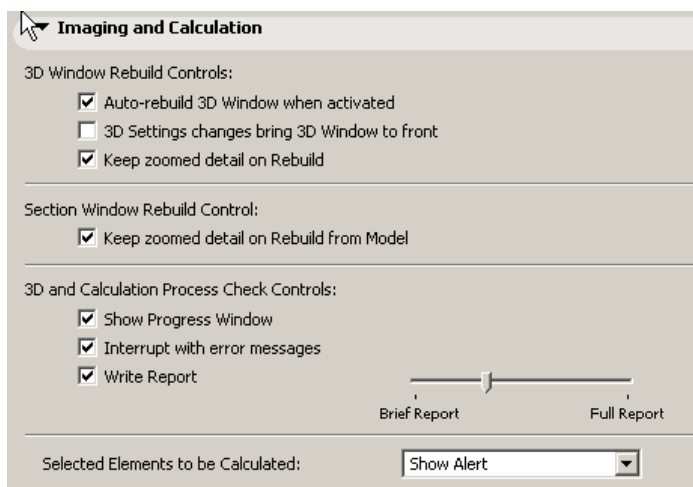 Imaging and Calculation
3D Window Rebuild Controls:
Auto-rebuild 3D Window when activated
3D Settings changes bring 3D Window to front
Keep zoomed detail on Rebuild
Section Window Rebuild Control:
Keep zoomed detail on Rebuild from Model
3D and Calculation Process Check Controls:
Show Progress Window
Interrupt with error messages
Write Report
Brief Report Full Report
Selected Elements to be Calculated: Show Alert